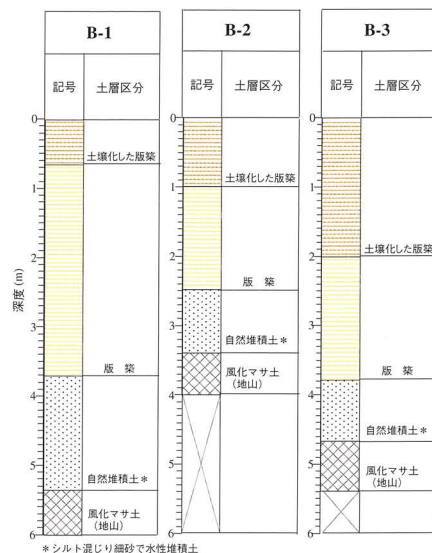 B-1
記号 土層区分
0
1
2
3
4
5
6
深度 (m)
土壌化した版築
版 築
自然堆積土*
風化マサ土
(地山)
B-2
記号 土層区分
0
1
2
3
4
5
6
土壌化した版築
版 築
自然堆積土*
風化マサ土
(地山)
B-3
記号 土層区分
0
1
2
3
4
5
6
土壌化した版築
版 築
自然堆積土*
風化マサ土
(地山)
*シルト混じり細砂で水性堆積土